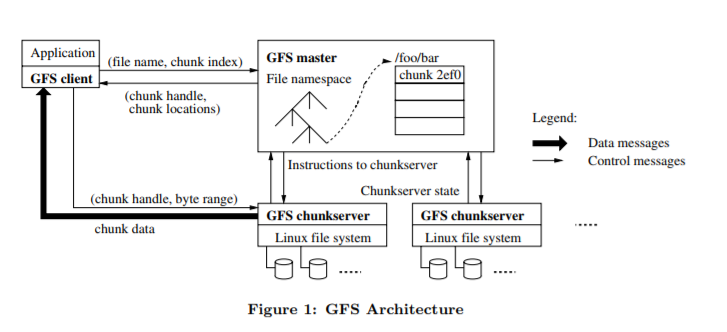 Application
GFS client
(file name, chunk index)
(chunk handle,
chunk locations)
GFS master
File namespace
/foo/bar
chunk 2ef0
Legend:
Data messages
Control messages
Instructions to chunkserver
Chunkserver state
(chunk handle, byte range)
chunk data
GFS chunkserver
Linux file system
GFS chunkserver
Linux file system
Figure 1: GFS Architecture